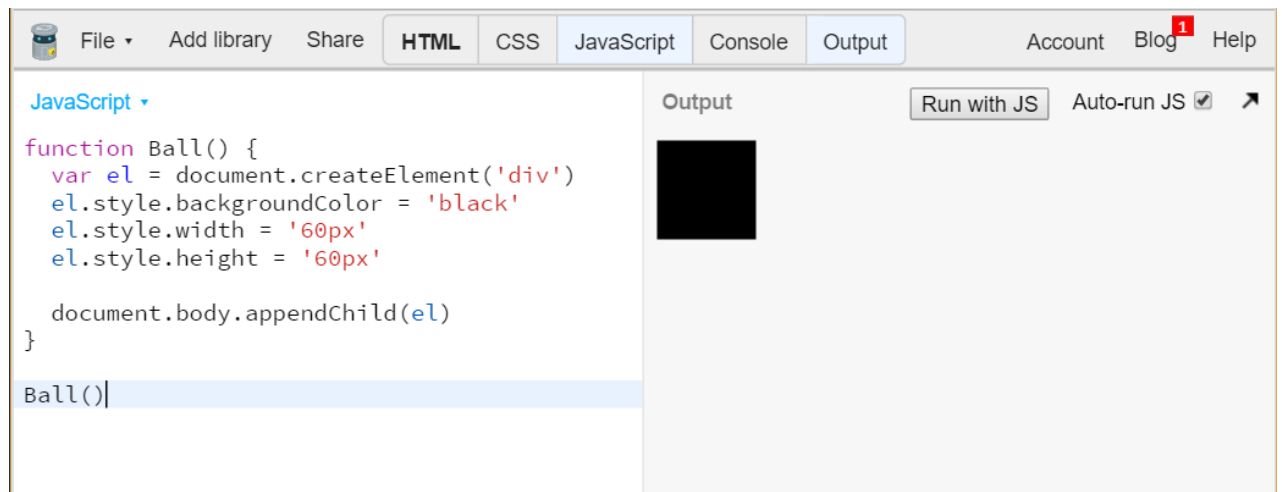 File ▾ Add library Share HTML CSS JavaScript Console Output Account Blog 1 Help
JavaScript ▾
Output Run with JS Auto-run JS
function Ball() {
  var el = document.createElement('div')
  el.style.backgroundColor = 'black'
  el.style.width = '60px'
  el.style.height = '60px'
  document.body.appendChild(el)
}
Ball()